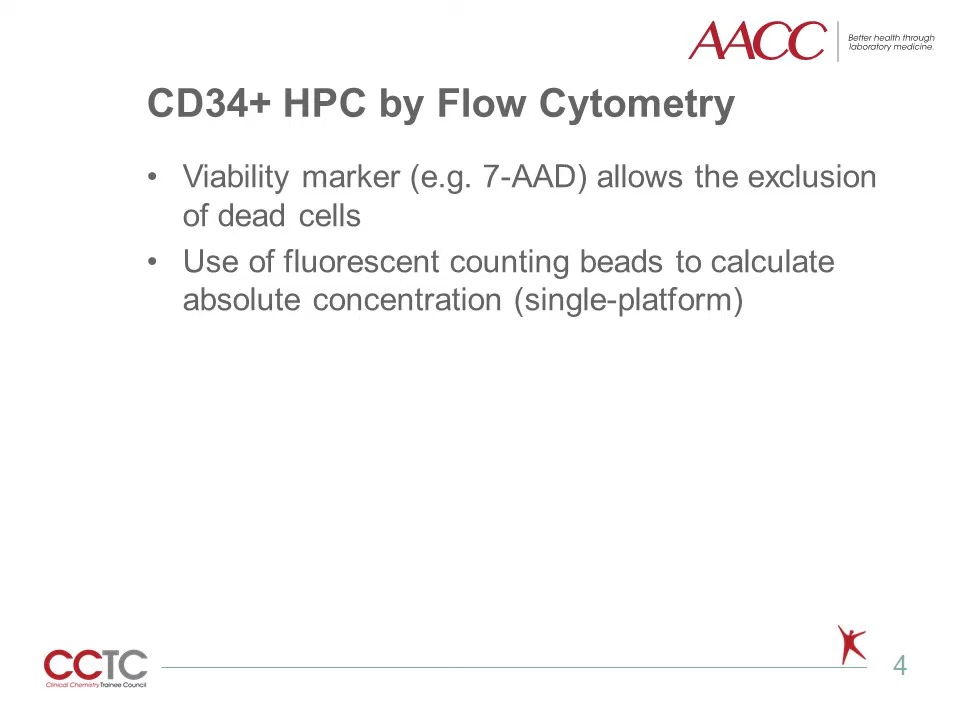 AACC
Better health through
laboratory medicine.
CD34+ HPC by Flow Cytometry
• Viability marker (e.g. 7-AAD) allows the exclusion
of dead cells
• Use of fluorescent counting beads to calculate
absolute concentration (single-platform)
CCTC
Clinical Chemistry Trainee Council
4